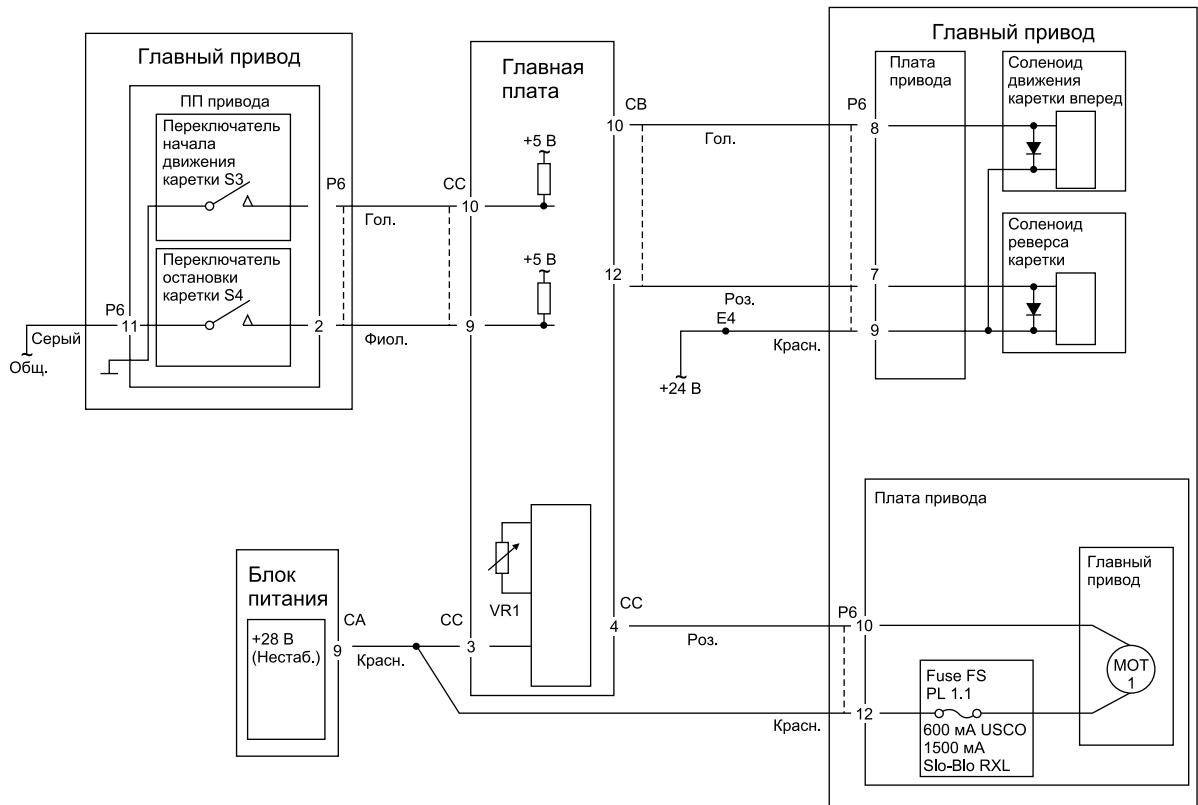 Главный привод
ПП привода
Переключатель
начала
движения
каретки S3
P6
Гол.
Переключатель
остановки
каретки S4
P6
11
2
Фиол.
Серый
Общ.
Главная
плата
CC
10
+5 В
+5 В
9
CB
10
Гол.
12
Роз.
E4
Красн.
+24 В
Главный привод
Плата
привода
P6
8
7
9
Соленоид
движения
каретки вперед
Соленоид
реверса
каретки
Блок
питания
+28 В
(Нестаб.)
CA
9
Красн.
CC
3
VR1
CC
4
Роз.
Красн.
Плата привода
P6
10
12
Fuse FS
PL 1.1
600 мА USCO
1500 мА
Slo-Blo RXL
Главный
привод
МОТ
1